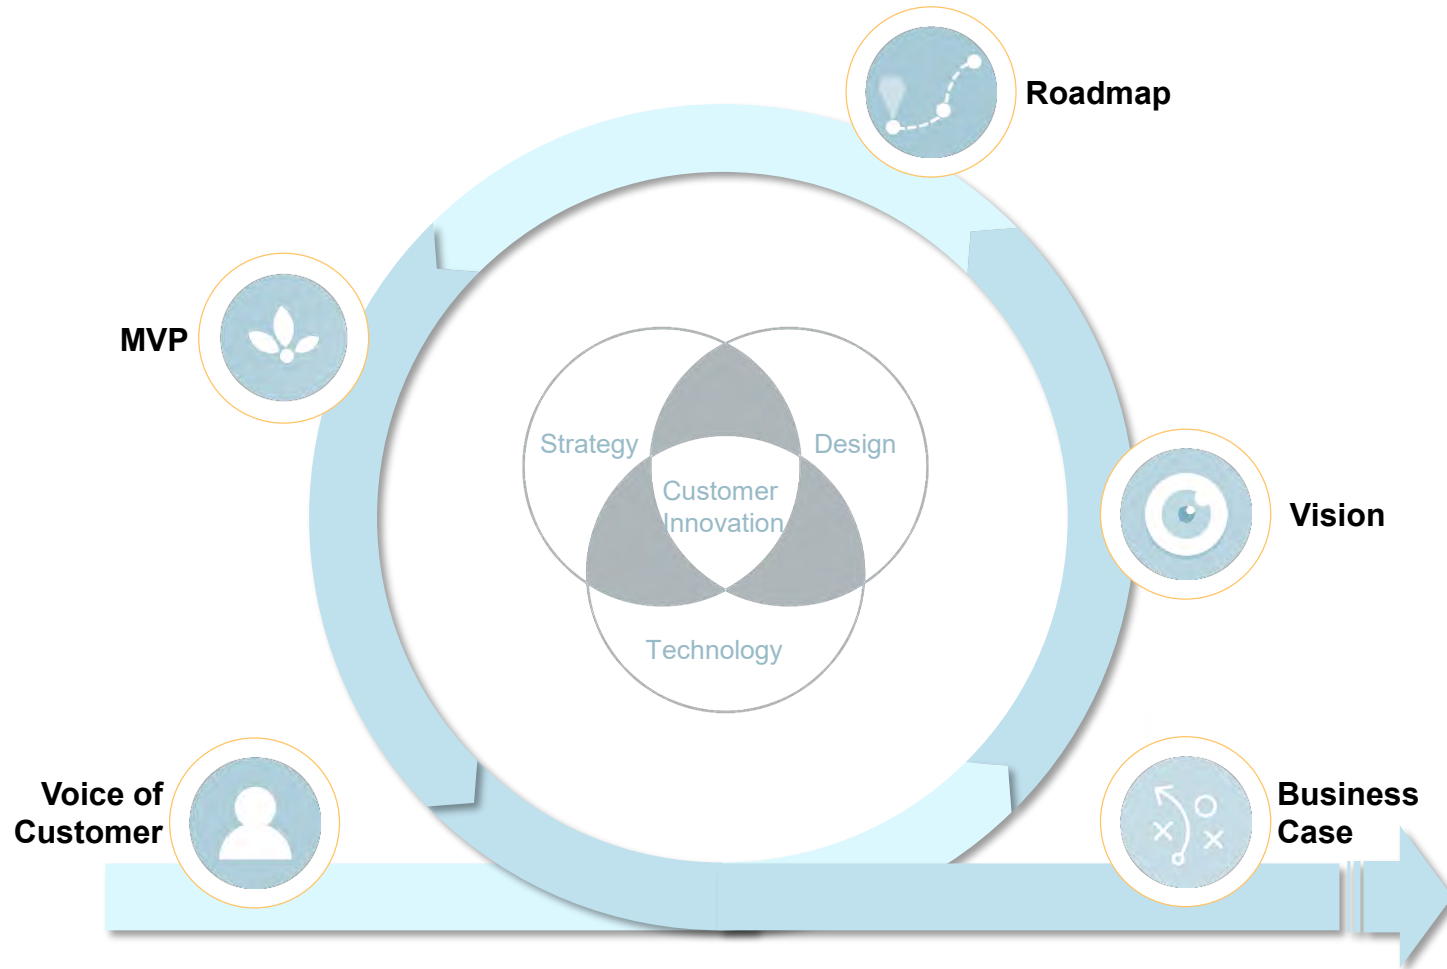 Roadmap
MVP
Strategy
Design
Customer
Innovation
Vision
Technology
Voice of
Customer
Business
Case